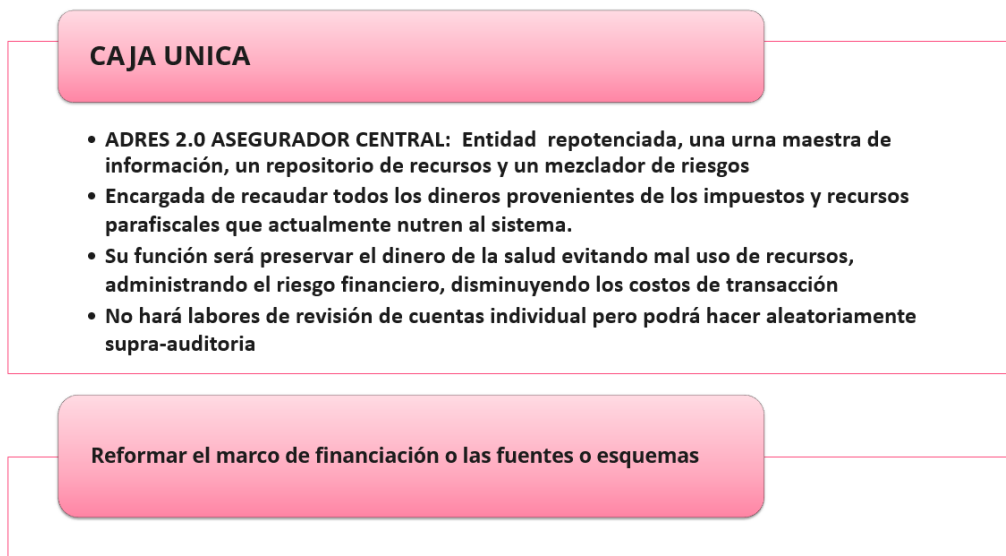 CAJA UNICA
• ADRES 2.0 ASEGURADOR CENTRAL: Entidad repotenciada, una urna maestra de
información, un repositorio de recursos y un mezclador de riesgos
• Encargada de recaudar todos los dineros provenientes de los impuestos y recursos
parafiscales que actualmente nutren al sistema.
• Su función será preservar el dinero de la salud evitando mal uso de recursos,
administrando el riesgo financiero, disminuyendo los costos de transacción
• No hará labores de revisión de cuentas individual pero podrá hacer aleatoriamente
supra-auditoria
Reformar el marco de financiación o las fuentes o esquemas